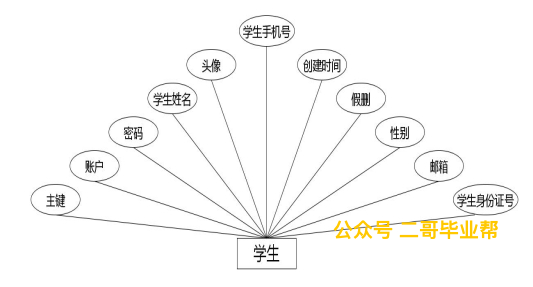 学生手机号
头像
创建时间
学生姓名
假删
密码
性别
账户
邮箱
主键
学生身份证号
公众号 二哥毕业帮
学生